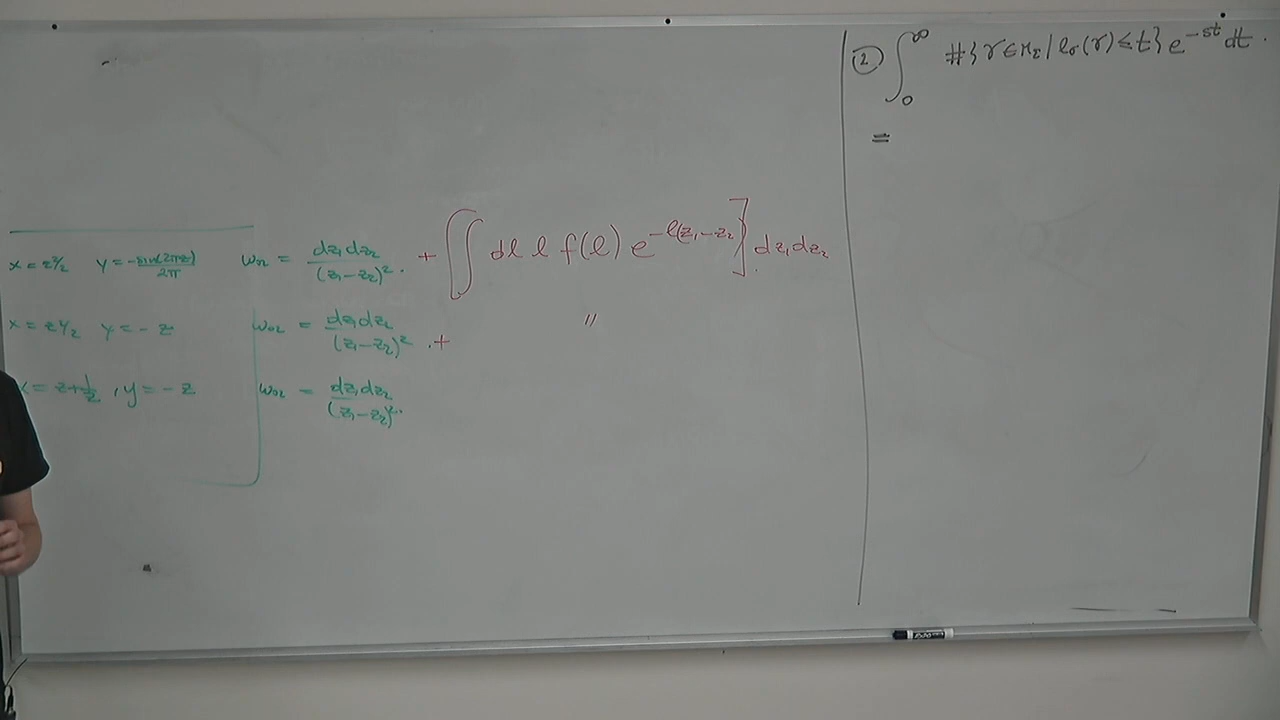 x = z²/2 y = -sin(2πz)/2π ω₀₂ = dz₁dz₂/(z₁-z₂)². + [∫∫ dl l f(l) e^{-l(z₁-z₂)}] dz₁dz₂
x = z²/2 y = -z ω₀₂ = dz₁dz₂/(z₁-z₂)². + "
x = z+1/z, y = -z ω₀₂ = dz₁dz₂/(z₁-z₂)².
② ∫₀^∞ #{γ∈M_Σ | l_σ(γ) ≤ t} e^{-st} dt.
=